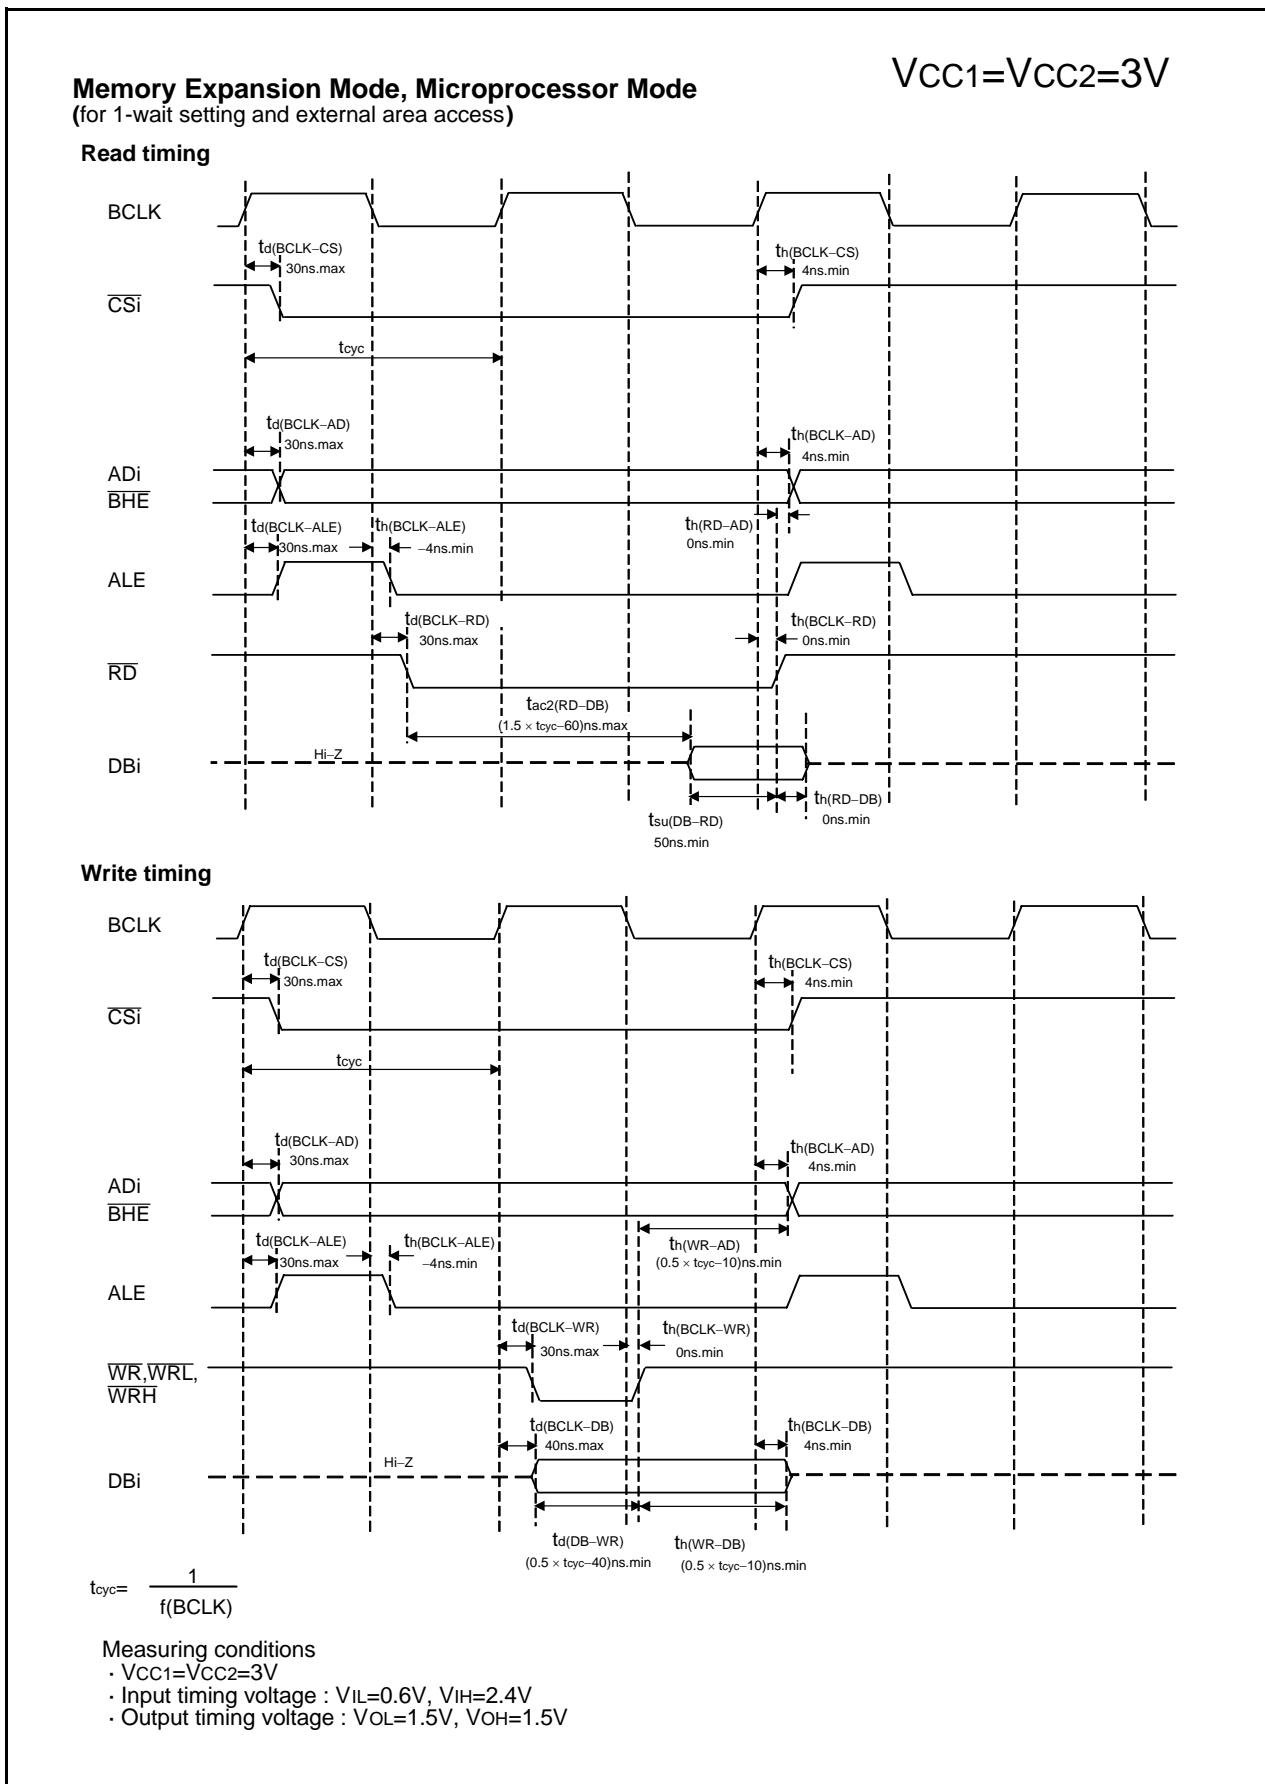 VCC1=VCC2=3V
Memory Expansion Mode, Microprocessor Mode
(for 1-wait setting and external area access)
Read timing
BCLK
td(BCLK–CS)
30ns.max
th(BCLK–CS)
4ns.min
CSi
tcyc
td(BCLK–AD)
30ns.max
th(BCLK–AD)
4ns.min
ADi
BHE
td(BCLK–ALE)
30ns.max
th(BCLK–ALE)
–4ns.min
th(RD–AD)
0ns.min
ALE
td(BCLK–RD)
30ns.max
th(BCLK–RD)
0ns.min
RD
tac2(RD–DB)
(1.5 × tcyc–60)ns.max
Hi–Z
DBi
tsu(DB–RD)
50ns.min
th(RD–DB)
0ns.min
Write timing
BCLK
td(BCLK–CS)
30ns.max
th(BCLK–CS)
4ns.min
CSi
tcyc
td(BCLK–AD)
30ns.max
th(BCLK–AD)
4ns.min
ADi
BHE
td(BCLK–ALE)
30ns.max
th(BCLK–ALE)
–4ns.min
th(WR–AD)
(0.5 × tcyc–10)ns.min
ALE
td(BCLK–WR)
30ns.max
th(BCLK–WR)
0ns.min
WR,WRL,
WRH
td(BCLK–DB)
40ns.max
th(BCLK–DB)
4ns.min
Hi–Z
DBi
td(DB–WR)
(0.5 × tcyc–40)ns.min
th(WR–DB)
(0.5 × tcyc–10)ns.min
tcyc= 1
f(BCLK)
Measuring conditions
· VCC1=VCC2=3V
· Input timing voltage : VIL=0.6V, VIH=2.4V
· Output timing voltage : VOL=1.5V, VOH=1.5V